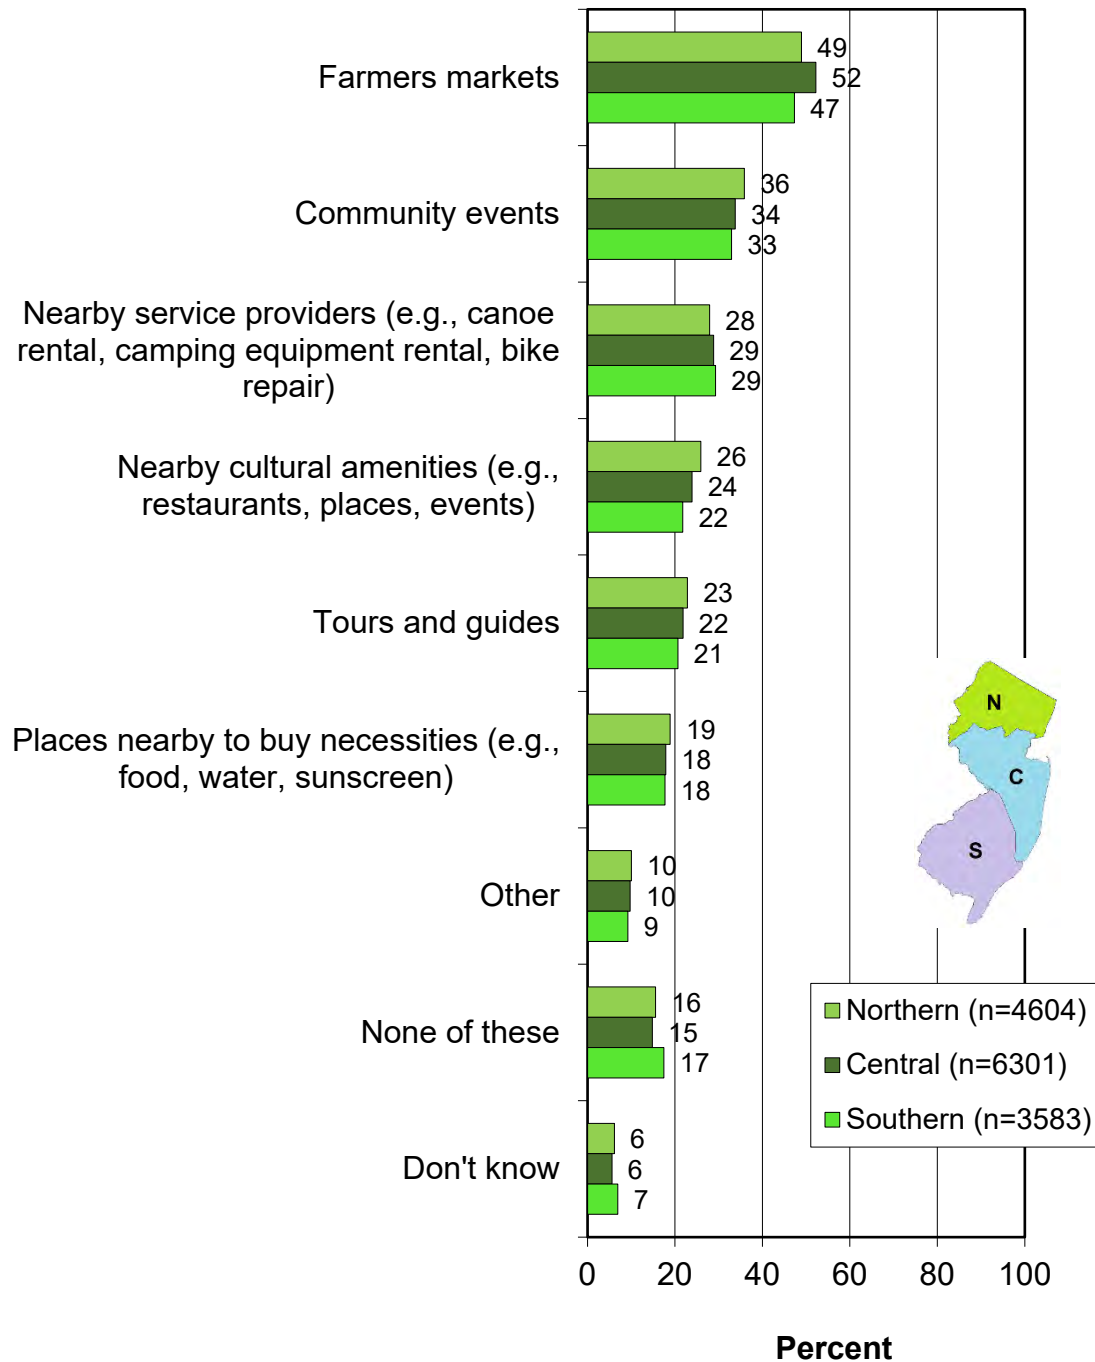 Farmers markets
49
52
47
Community events
36
34
33
Nearby service providers (e.g., canoe
rental, camping equipment rental, bike
repair)
28
29
29
Nearby cultural amenities (e.g.,
restaurants, places, events)
26
24
22
Tours and guides
23
22
21
Places nearby to buy necessities (e.g.,
food, water, sunscreen)
19
18
18
Other
10
10
9
None of these
16
15
17
Don't know
6
6
7
N
C
S
Northern (n=4604)
Central (n=6301)
Southern (n=3583)
0 20 40 60 80 100
Percent